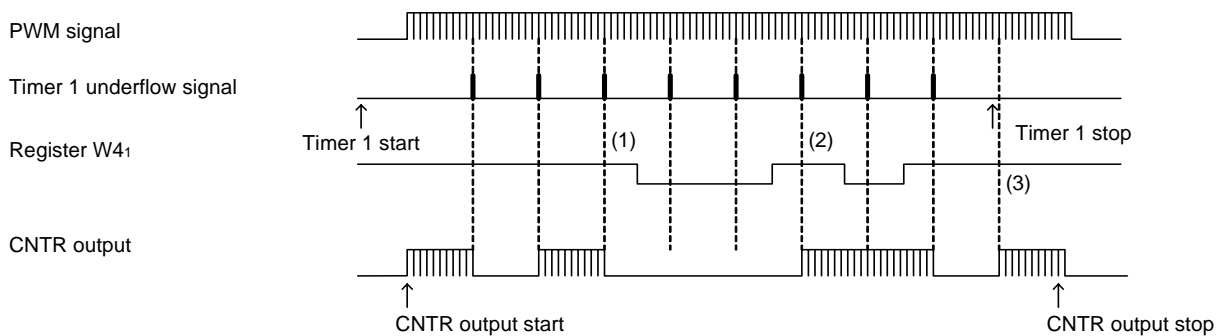 PWM signal
Timer 1 underflow signal
Timer 1 start
Timer 1 stop
Register W4₁
(1)
(2)
(3)
CNTR output
CNTR output start
CNTR output stop